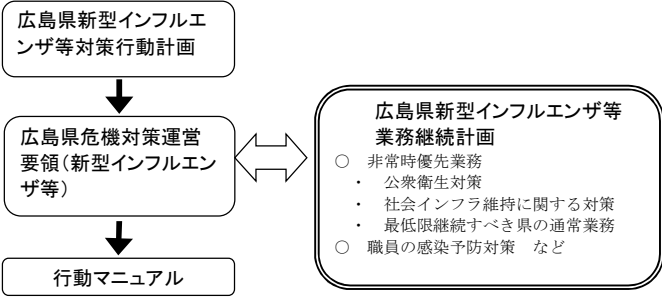 広島県新型インフルエ
ンザ等対策行動計画
広島県危機対策運営
要領(新型インフルエン
ザ等)
行動マニュアル
広島県新型インフルエンザ等
業務継続計画
○ 非常時優先業務
・ 公衆衛生対策
・ 社会インフラ維持に関する対策
・ 最低限継続すべき県の通常業務
○ 職員の感染予防対策 など